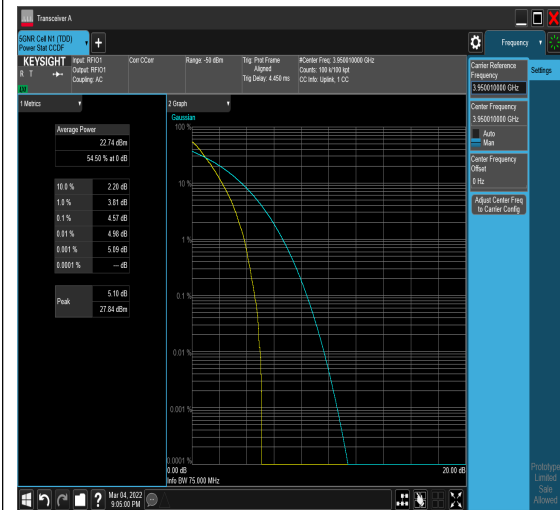 Transceiver A
5GNR Cell N1 (TDD)
Power Stat CCDF
Frequency
KEYSIGHT
R T
LXI
Input: RFIO1
Output: RFIO1
Coupling: AC
Corr CCorr
Range: -50 dBm
Trig: Prot Frame
Aligned
Trig Delay: 4.450 ms
#Center Freq: 3.950010000 GHz
Counts: 100 k/100 kpt
CC Info: Uplink, 1 CC
1 Metrics
Average Power
22.74 dBm
54.50 % at 0 dB
10.0 % 2.20 dB
1.0 % 3.81 dB
0.1 % 4.57 dB
0.01 % 4.98 dB
0.001 % 5.09 dB
0.0001 % --- dB
Peak
5.10 dB
27.84 dBm
2 Graph
Gaussian
100 %
10 %
1 %
0.1 %
0.01 %
0.001 %
0.0001 %
0.00 dB
20.00 dB
Info BW 75.000 MHz
Carrier Reference
Frequency
3.950010000 GHz
Center Frequency
3.950010000 GHz
Auto
Man
Center Frequency
Offset
0 Hz
Adjust Center Freq
to Carrier Config
Settings
Prototype
Limited
Sale
Allowed
Mar 04, 2022
9:05:00 PM